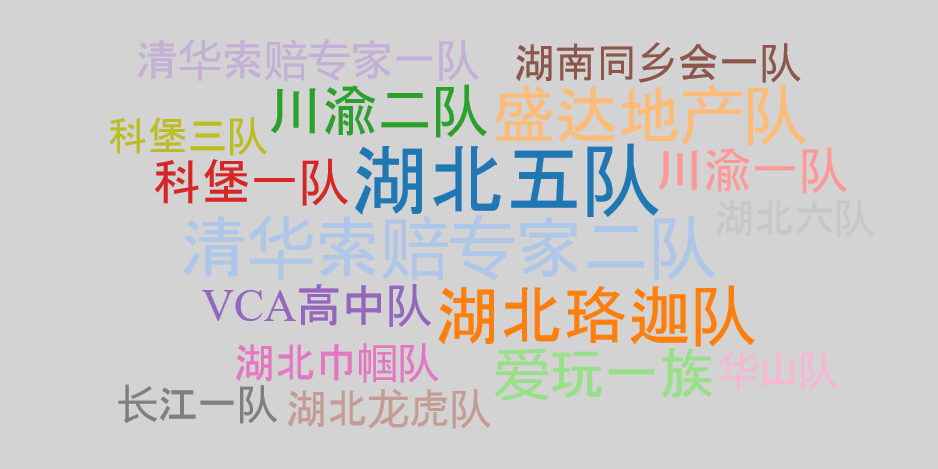 清华索赔专家一队
湖南同乡会一队
川渝二队
盛达地产队
科堡三队
湖北五队
川渝一队
科堡一队
湖北六队
清华索赔专家二队
VCA高中队
湖北珞迦队
湖北巾帼队
爱玩一族
华山队
长江一队
湖北龙虎队